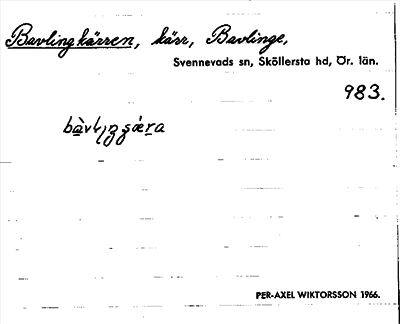 Bavlingkärren, kärr, Bavlinge,
Svennevads sn, Sköllersta hd, Ör. län.
983.
PER-AXEL WIKTORSSON 1966.